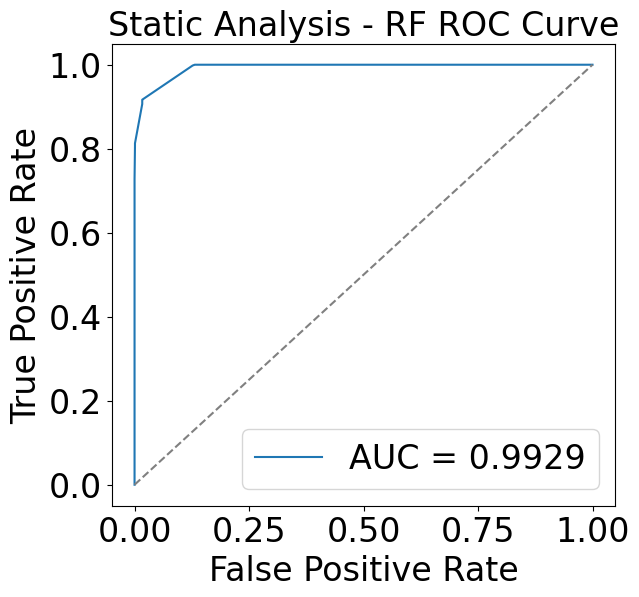 Static Analysis - RF ROC Curve
True Positive Rate
1.0
0.8
0.6
0.4
0.2
0.0
AUC = 0.9929
0.00 0.25 0.50 0.75 1.00
False Positive Rate